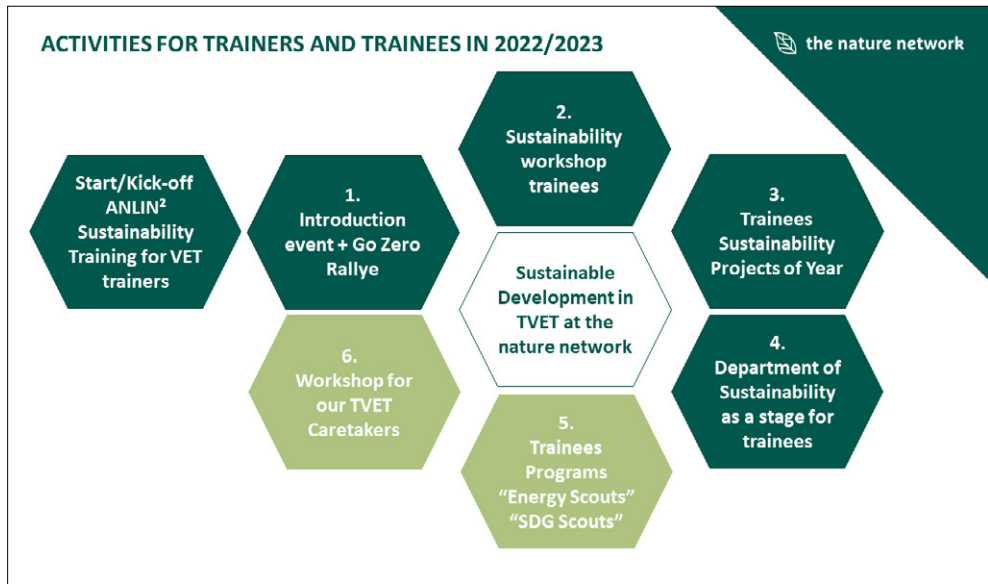 ACTIVITIES FOR TRAINERS AND TRAINEES IN 2022/2023
the nature network
Start/Kick-off
ANLIN²
Sustainability
Training for VET
trainers
1.
Introduction
event + Go Zero
Rallye
2.
Sustainability
workshop
trainees
3.
Trainees
Sustainability
Projects of Year
Sustainable
Development in
TVET at the
nature network
4.
Department of
Sustainability
as a stage for
trainees
5.
Trainees
Programs
“Energy Scouts”
“SDG Scouts”
6.
Workshop for
our TVET
Caretakers